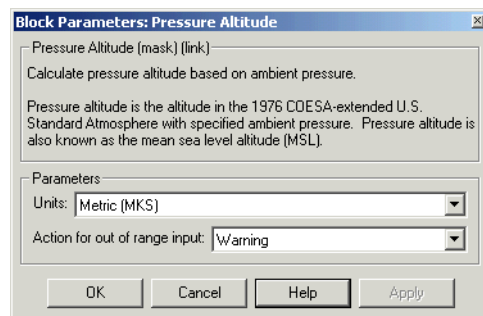 Block Parameters: Pressure Altitude
Pressure Altitude (mask) (link)
Calculate pressure altitude based on ambient pressure.
Pressure altitude is the altitude in the 1976 COESA-extended U.S.
Standard Atmosphere with specified ambient pressure. Pressure altitude is
also known as the mean sea level altitude (MSL).
Parameters
Units: Metric (MKS)
Action for out of range input: Warning
OK Cancel Help Apply